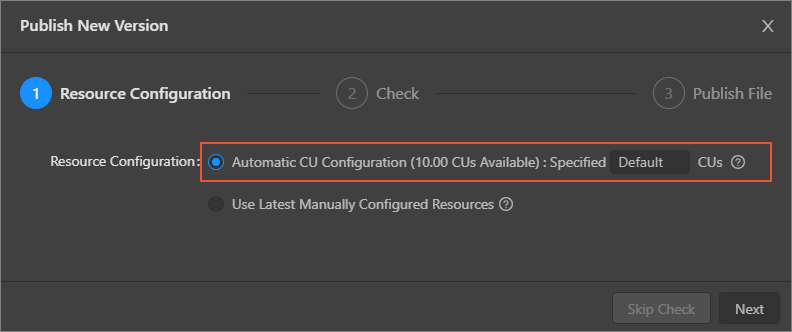 Publish New Version
X
1 Resource Configuration 2 Check 3 Publish File
Resource Configuration: Automatic CU Configuration (10.00 CUs Available) : Specified Default CUs ?
Use Latest Manually Configured Resources ?
Skip Check Next